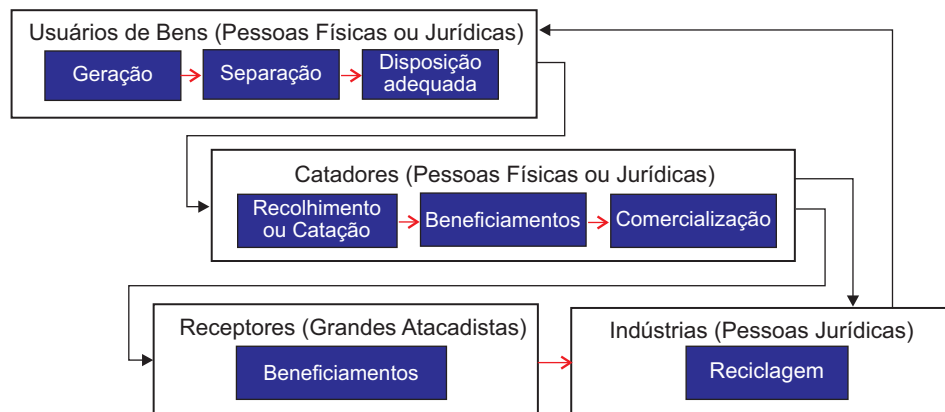 Usuários de Bens (Pessoas Físicas ou Jurídicas)
Geração
Separação
Disposição
adequada
Catadores (Pessoas Físicas ou Jurídicas)
Recolhimento
ou Catação
Beneficiamentos
Comercialização
Receptores (Grandes Atacadistas)
Beneficiamentos
Indústrias (Pessoas Jurídicas)
Reciclagem